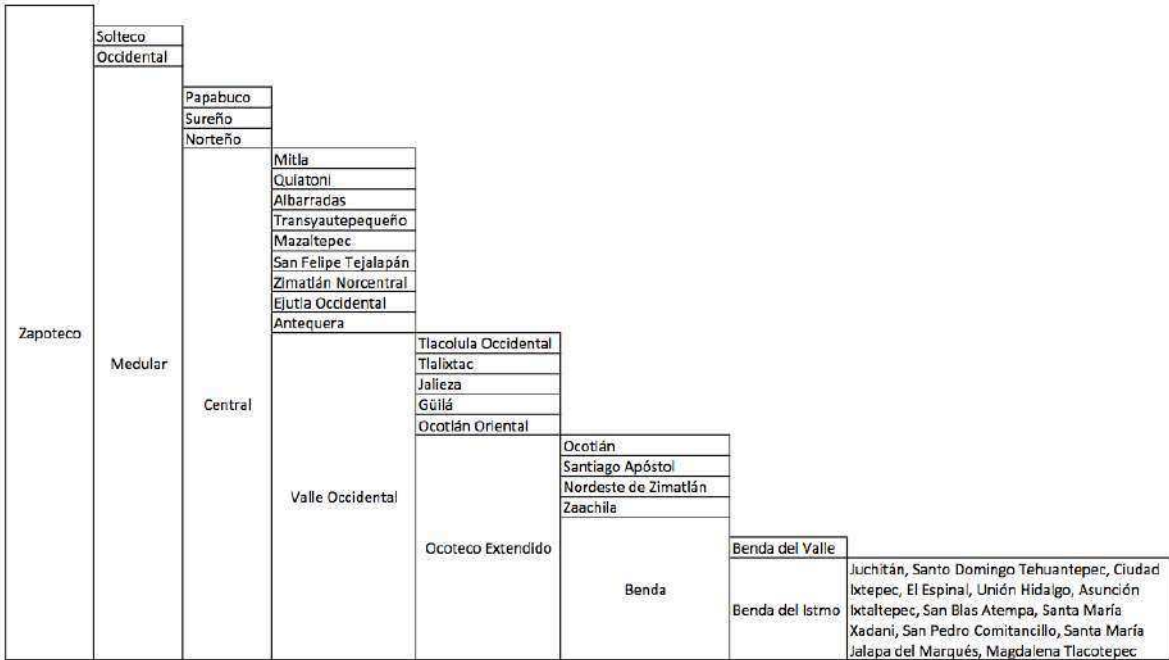 Solteco
Occidental
Papabuco
Sureño
Norteño
Mitla
Quiatoni
Albarradas
Transyautepequeño
Mazaltepec
San Felipe Tejalapán
Zimatlán Norcentral
Ejutla Occidental
Antequera
Zapoteco
Medular
Central
Tlacolula Occidental
Tlalixtac
Jalieza
Güilá
Ocotlán Oriental
Valle Occidental
Ocotlán
Santiago Apóstol
Nordeste de Zimatlán
Zaachila
Ocoteco Extendido
Benda
Benda del Valle
Benda del Istmo
Juchitán, Santo Domingo Tehuantepec, Ciudad
Ixtepec, El Espinal, Unión Hidalgo, Asunción
Ixtaltepec, San Blas Atempa, Santa María
Xadani, San Pedro Comitancillo, Santa María
Jalapa del Marqués, Magdalena Tlacotepec